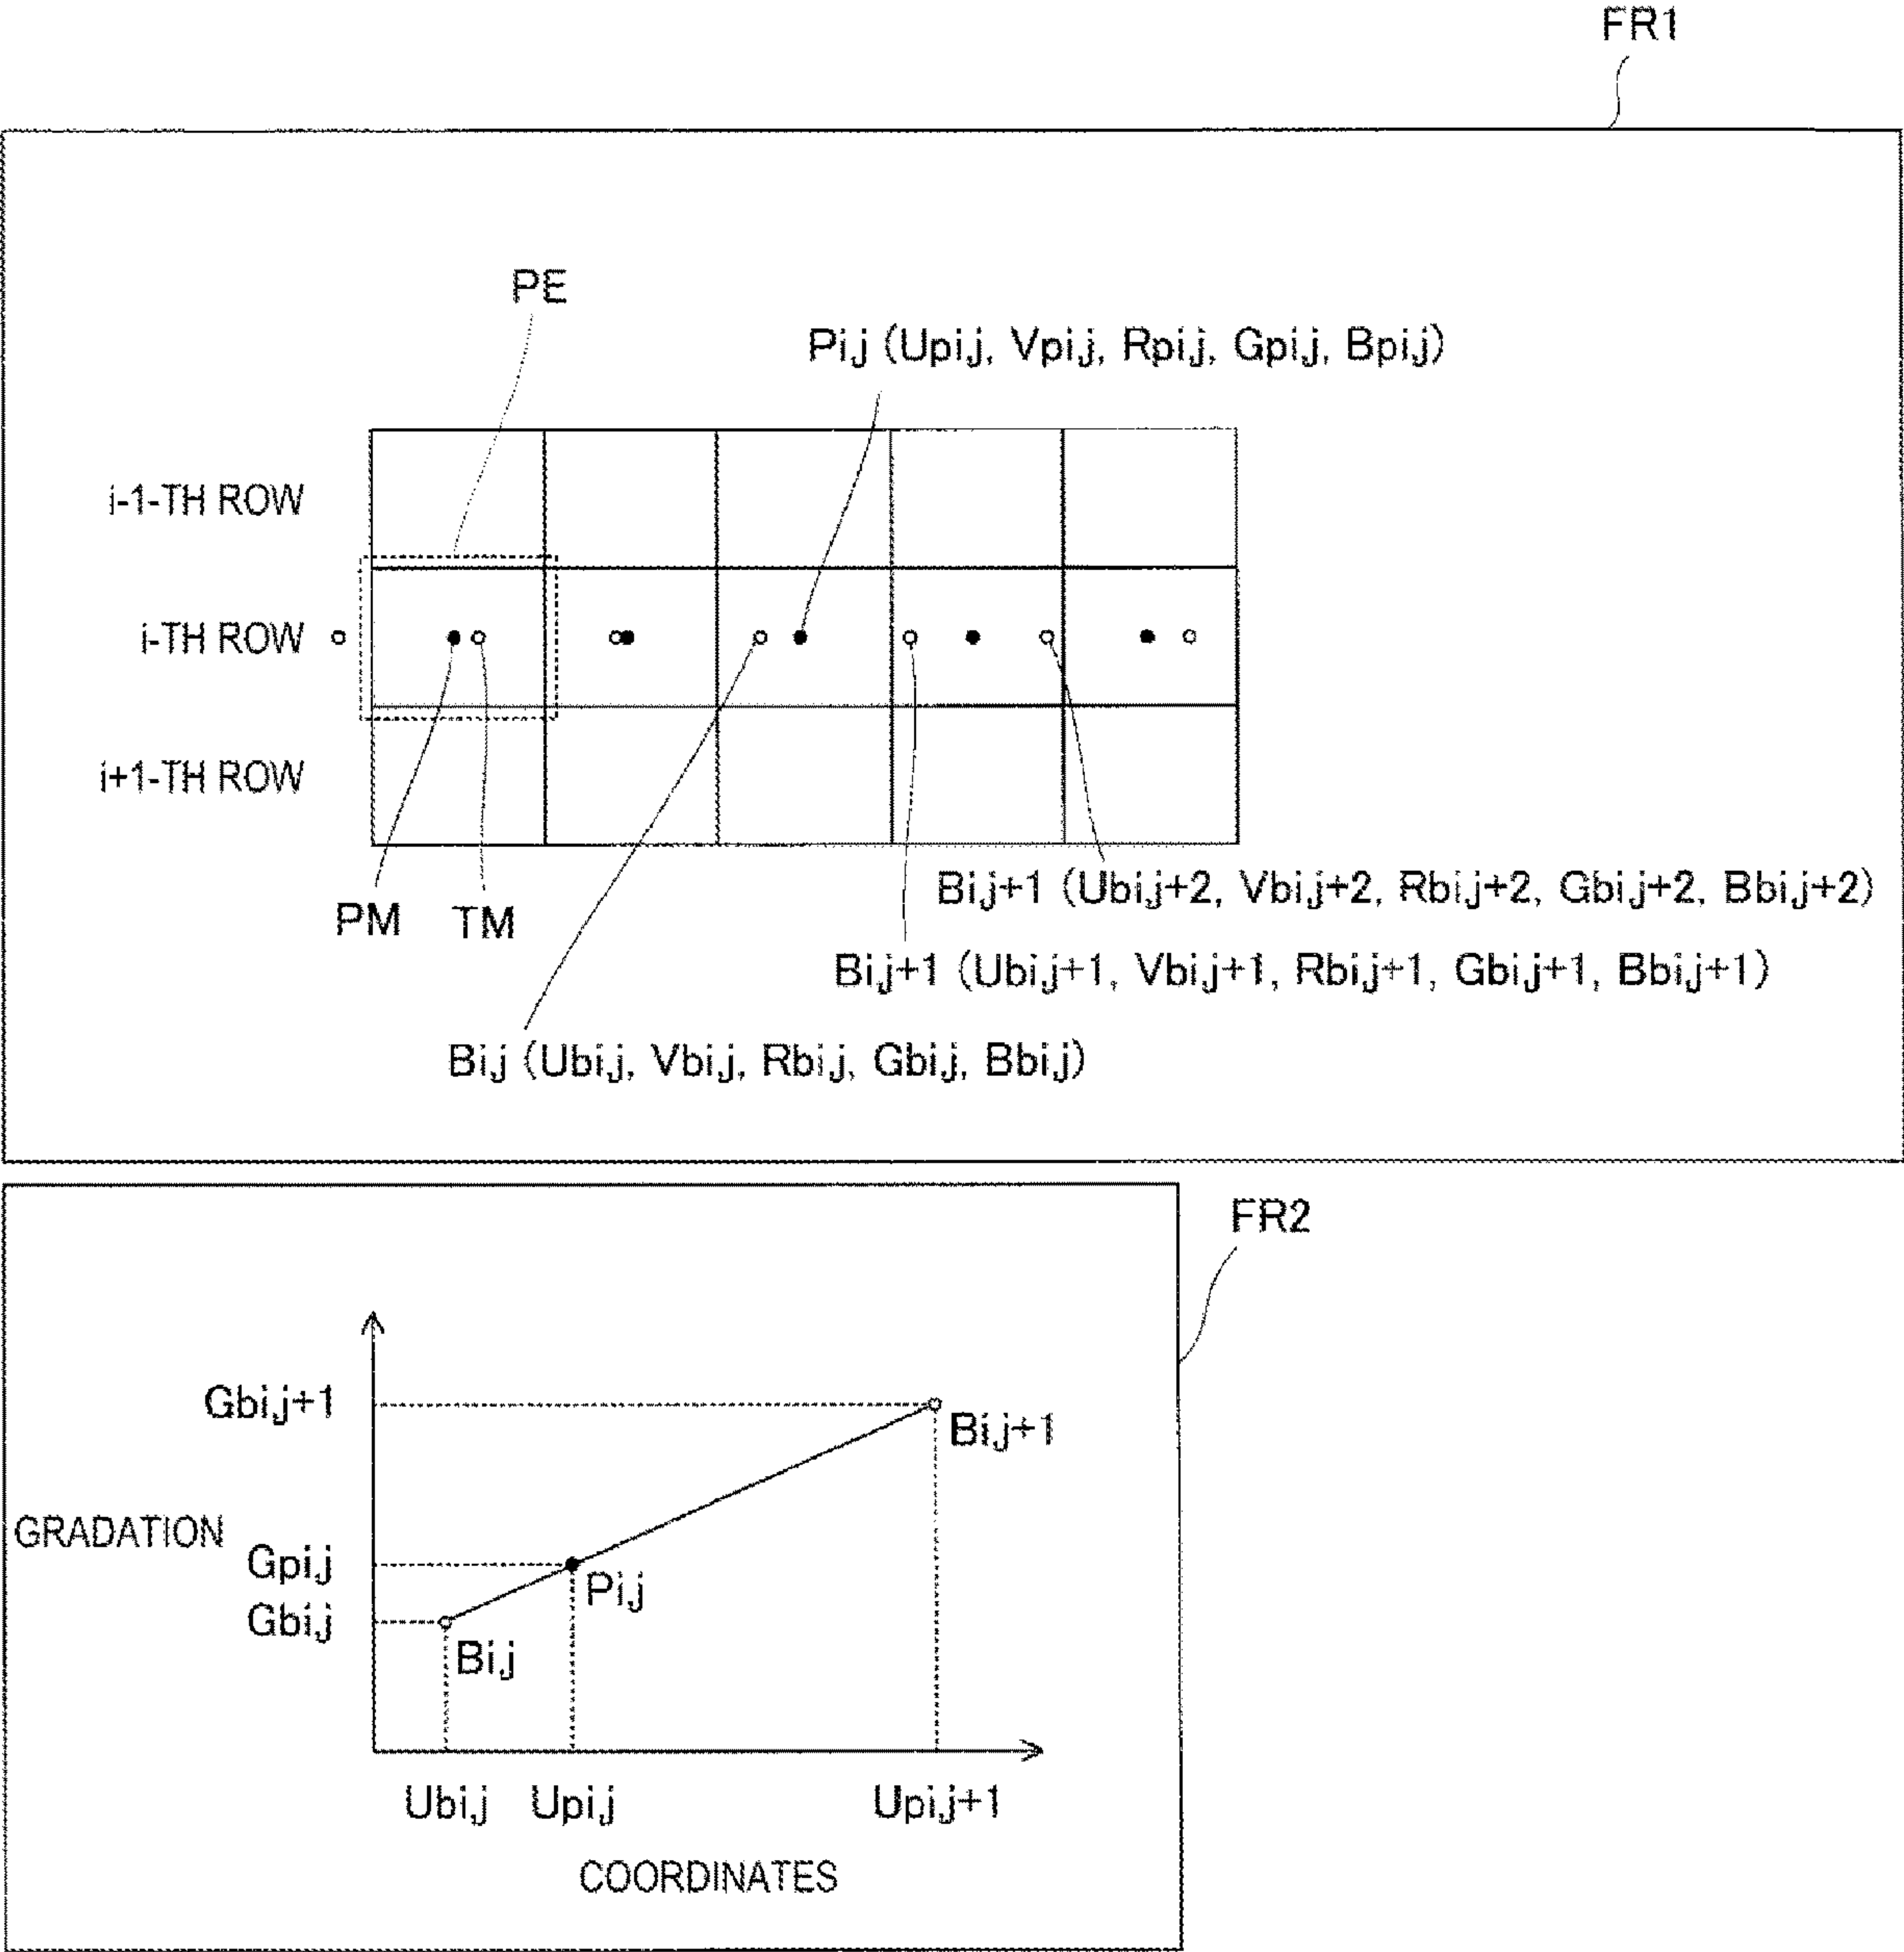 FR1
PE
Pi,j (Upi,j, Vpi,j, Rpi,j, Gpi,j, Bpi,j)
i-1-TH ROW
i-TH ROW
i+1-TH ROW
PM
TM
Bi,j+1 (Ubi,j+2, Vbi,j+2, Rbi,j+2, Gbi,j+2, Bbi,j+2)
Bi,j+1 (Ubi,j+1, Vbi,j+1, Rbi,j+1, Gbi,j+1, Bbi,j+1)
Bi,j (Ubi,j, Vbi,j, Rbi,j, Gbi,j, Bbi,j)
FR2
Gbi,j+1
Bi,j+1
GRADATION
Gpi,j
Pi,j
Gbi,j
Bi,j
Ubi,j
Upi,j
Upi,j+1
COORDINATES